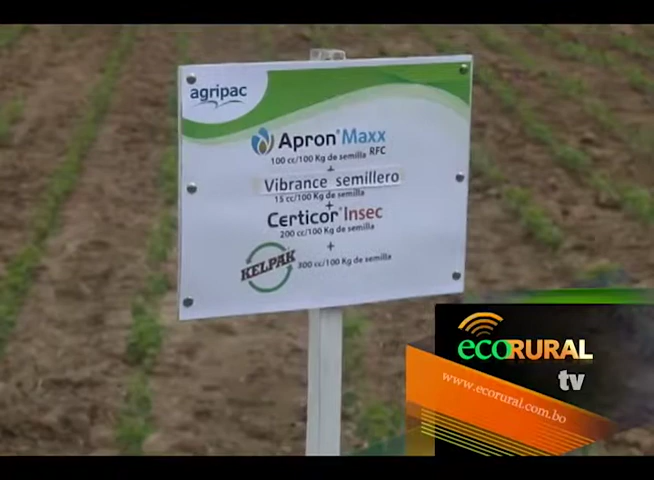 agripac
Apron® Maxx
RFC
100 cc/100 Kg de semilla
+
Vibrance semillero
15 cc/100 Kg de semilla
+
Certicor® Insec
200 cc/100 Kg de semilla
+
KELPAK 300 cc/100 Kg de semilla
ecoRURAL
tv
www.ecorural.com.bo